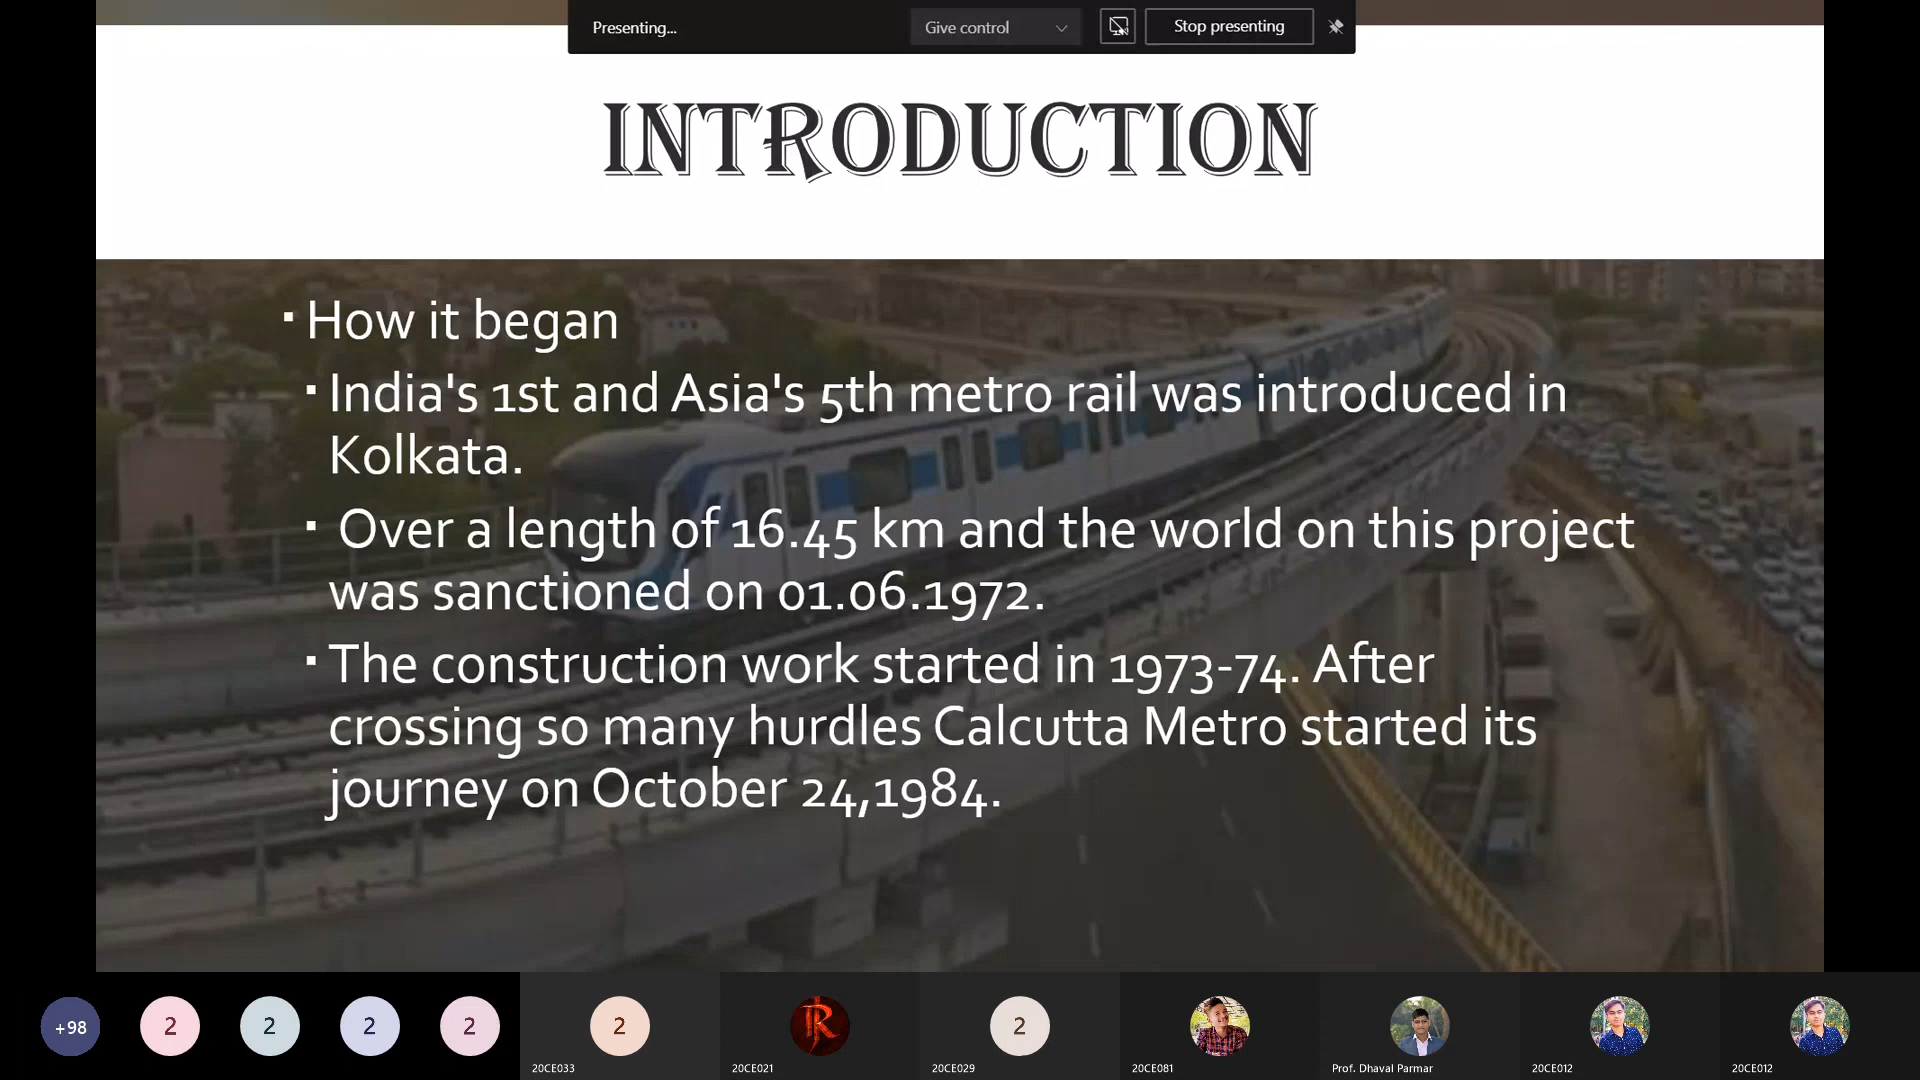 Presenting...
Give control
Stop presenting
INTRODUCTION
▪ How it began
▪ India's 1st and Asia's 5th metro rail was introduced in
Kolkata.
▪ Over a length of 16.45 km and the world on this project
was sanctioned on 01.06.1972.
▪ The construction work started in 1973-74. After
crossing so many hurdles Calcutta Metro started its
journey on October 24,1984.
+98
2
2
2
2
2
R
2
20CE033
20CE021
20CE029
20CE081
Prof. Dhaval Parmar
20CE012
20CE012